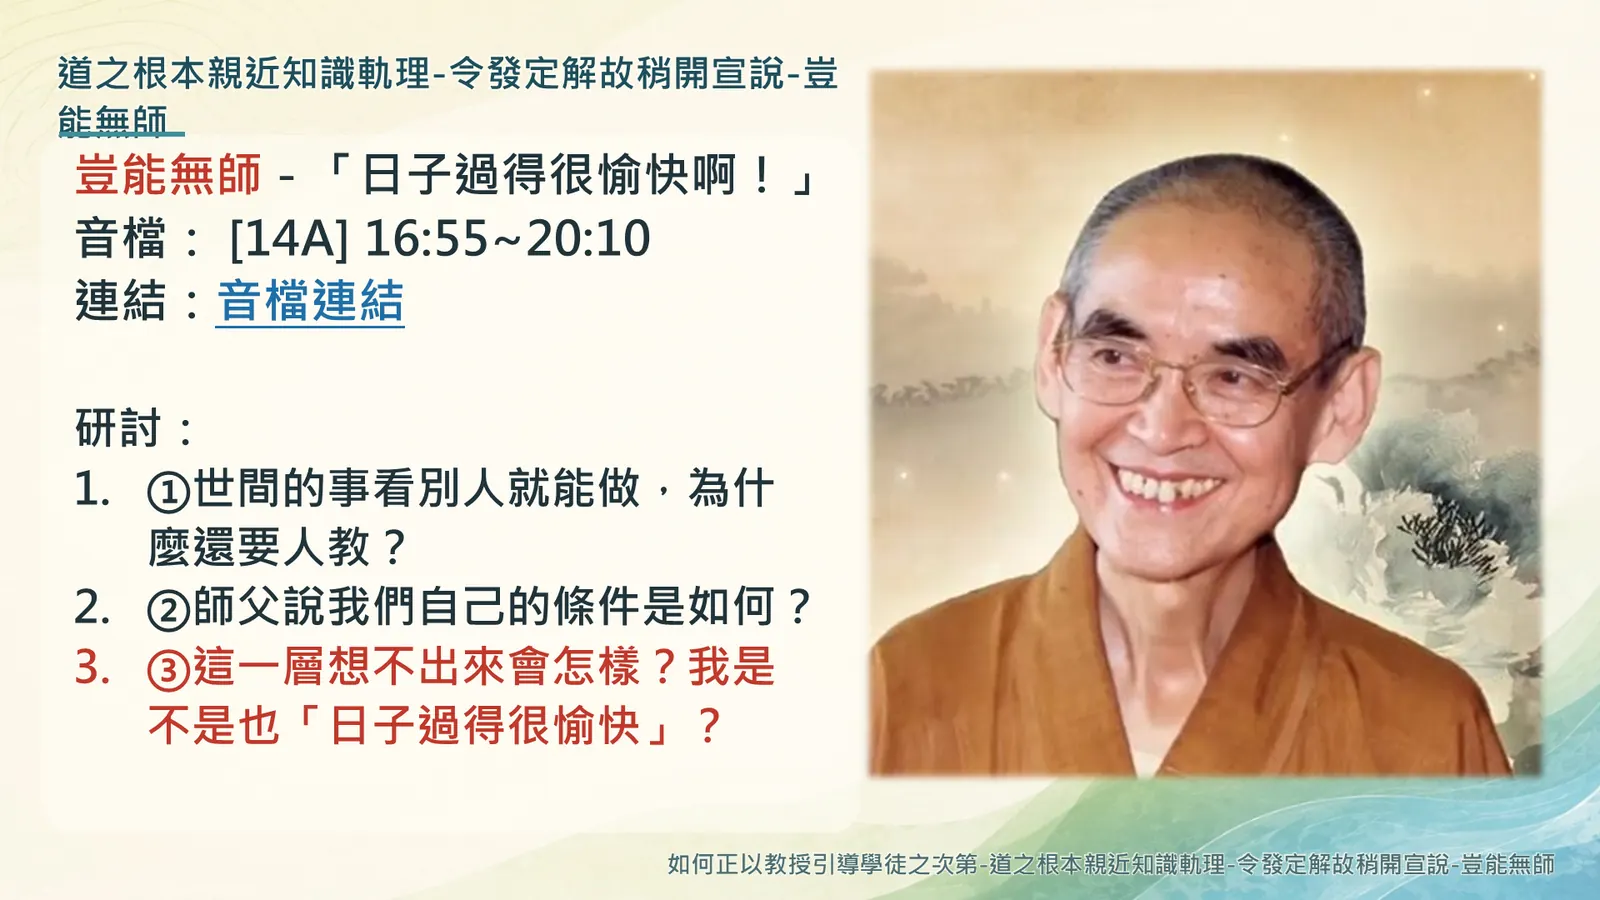 道之根本親近知識軌理-令發定解故稍開宣說-豈
能無師
豈能無師 - 「日子過得很愉快啊！」
音檔： [14A] 16:55~20:10
連結：音檔連結
研討：
1. ①世間的事看別人就能做，為什
麼還要人教？
2. ②師父說我們自己的條件是如何？
3. ③這一層想不出來會怎樣？我是
不是也「日子過得很愉快」？
如何正以教授引導學徒之次第-道之根本親近知識軌理-令發定解故稍開宣說-豈能無師